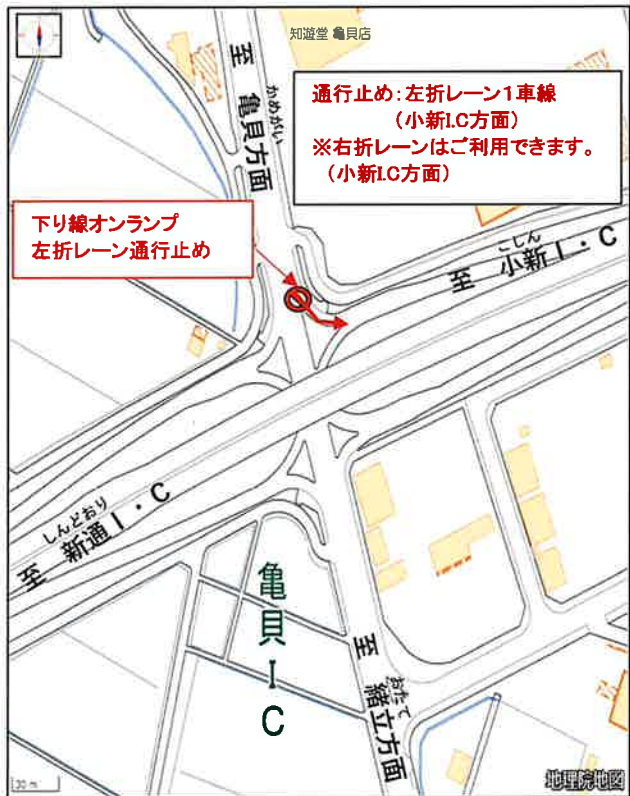 知遊堂 亀貝店
至 亀貝方面
かめがい
通行止め：左折レーン1車線
（小新I.C方面）
※右折レーンはご利用できます。
（小新I.C方面）
下り線オンランプ
左折レーン通行止め
至 小新I・C
こしん
至 新通I・C
しんどおり
亀貝IC
至 緒立方面
おたて
30 m
地理院地図